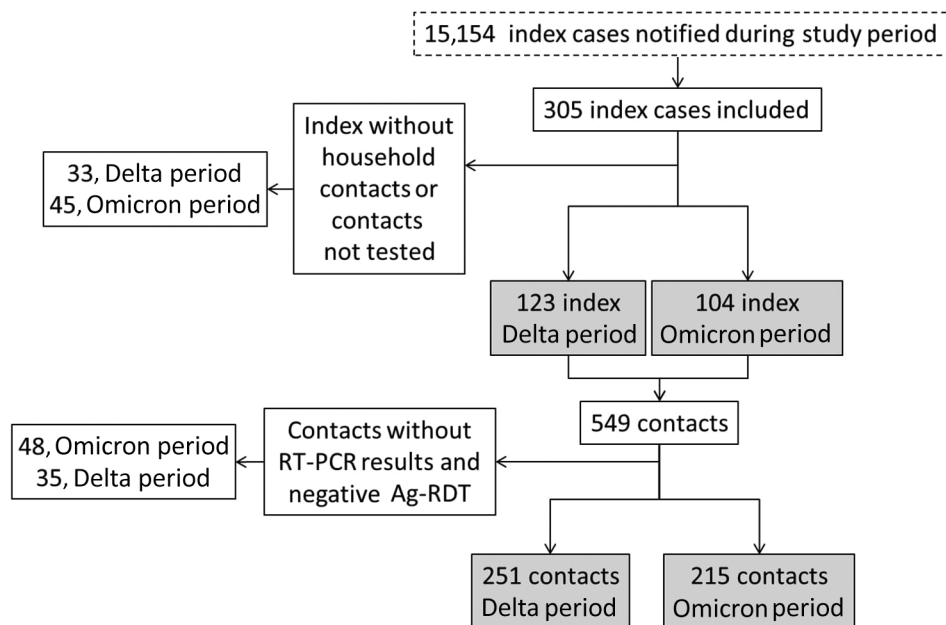 15,154 index cases notified during study period
305 index cases included
Index without
household
contacts or
contacts
not tested
33, Delta period
45, Omicron period
123 index
Delta period
104 index
Omicron period
549 contacts
Contacts without
RT-PCR results and
negative Ag-RDT
48, Omicron period
35, Delta period
251 contacts
Delta period
215 contacts
Omicron period